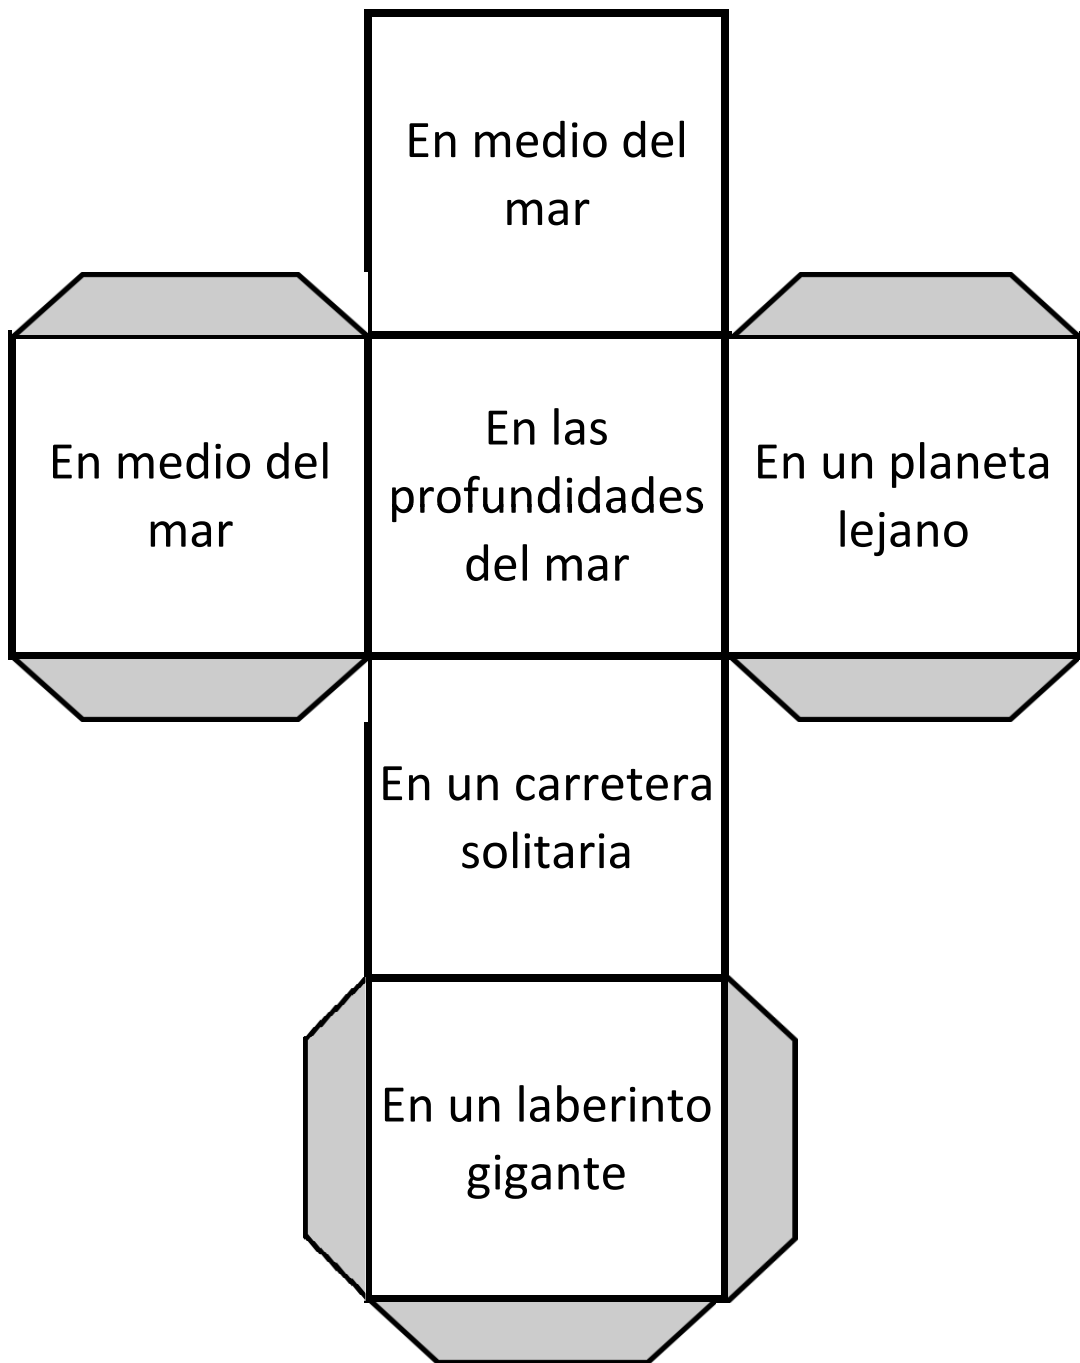 En medio del
mar
En medio del
mar
En las
profundidades
del mar
En un planeta
lejano
En un carretera
solitaria
En un laberinto
gigante